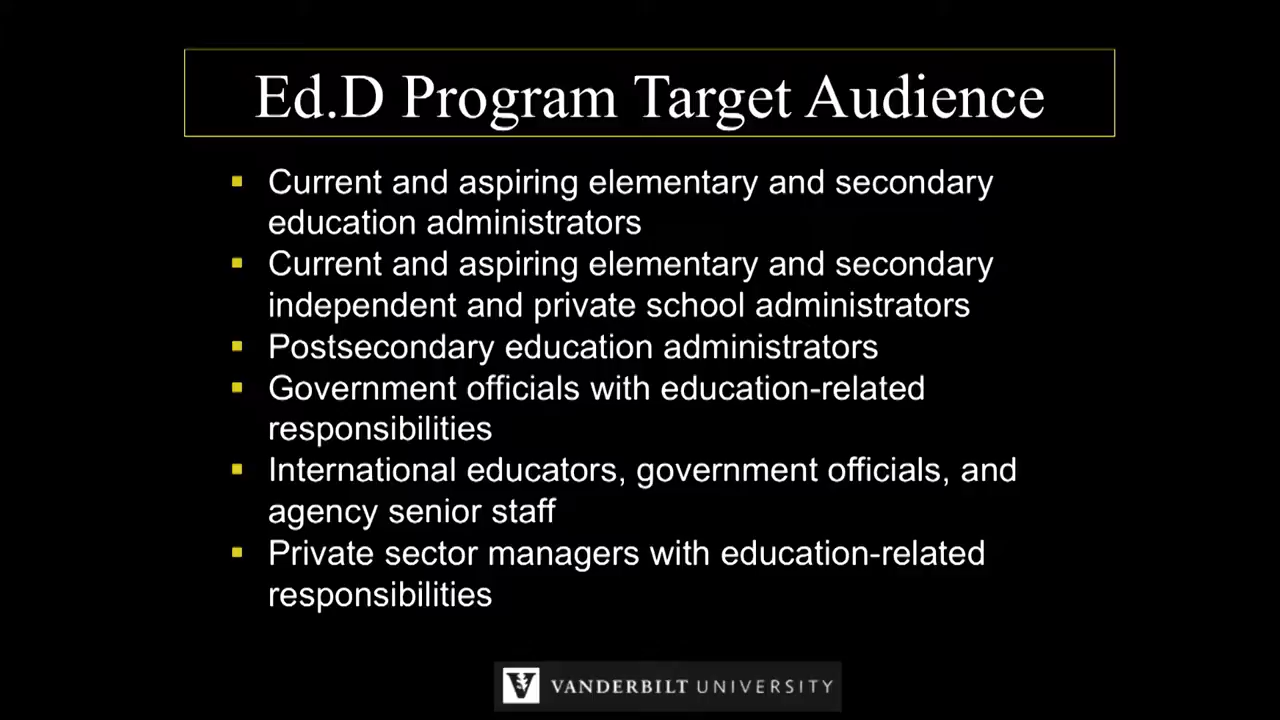 Ed.D Program Target Audience
Current and aspiring elementary and secondary
education administrators
Current and aspiring elementary and secondary
independent and private school administrators
Postsecondary education administrators
Government officials with education-related
responsibilities
International educators, government officials, and
agency senior staff
Private sector managers with education-related
responsibilities
V VANDERBILT UNIVERSITY